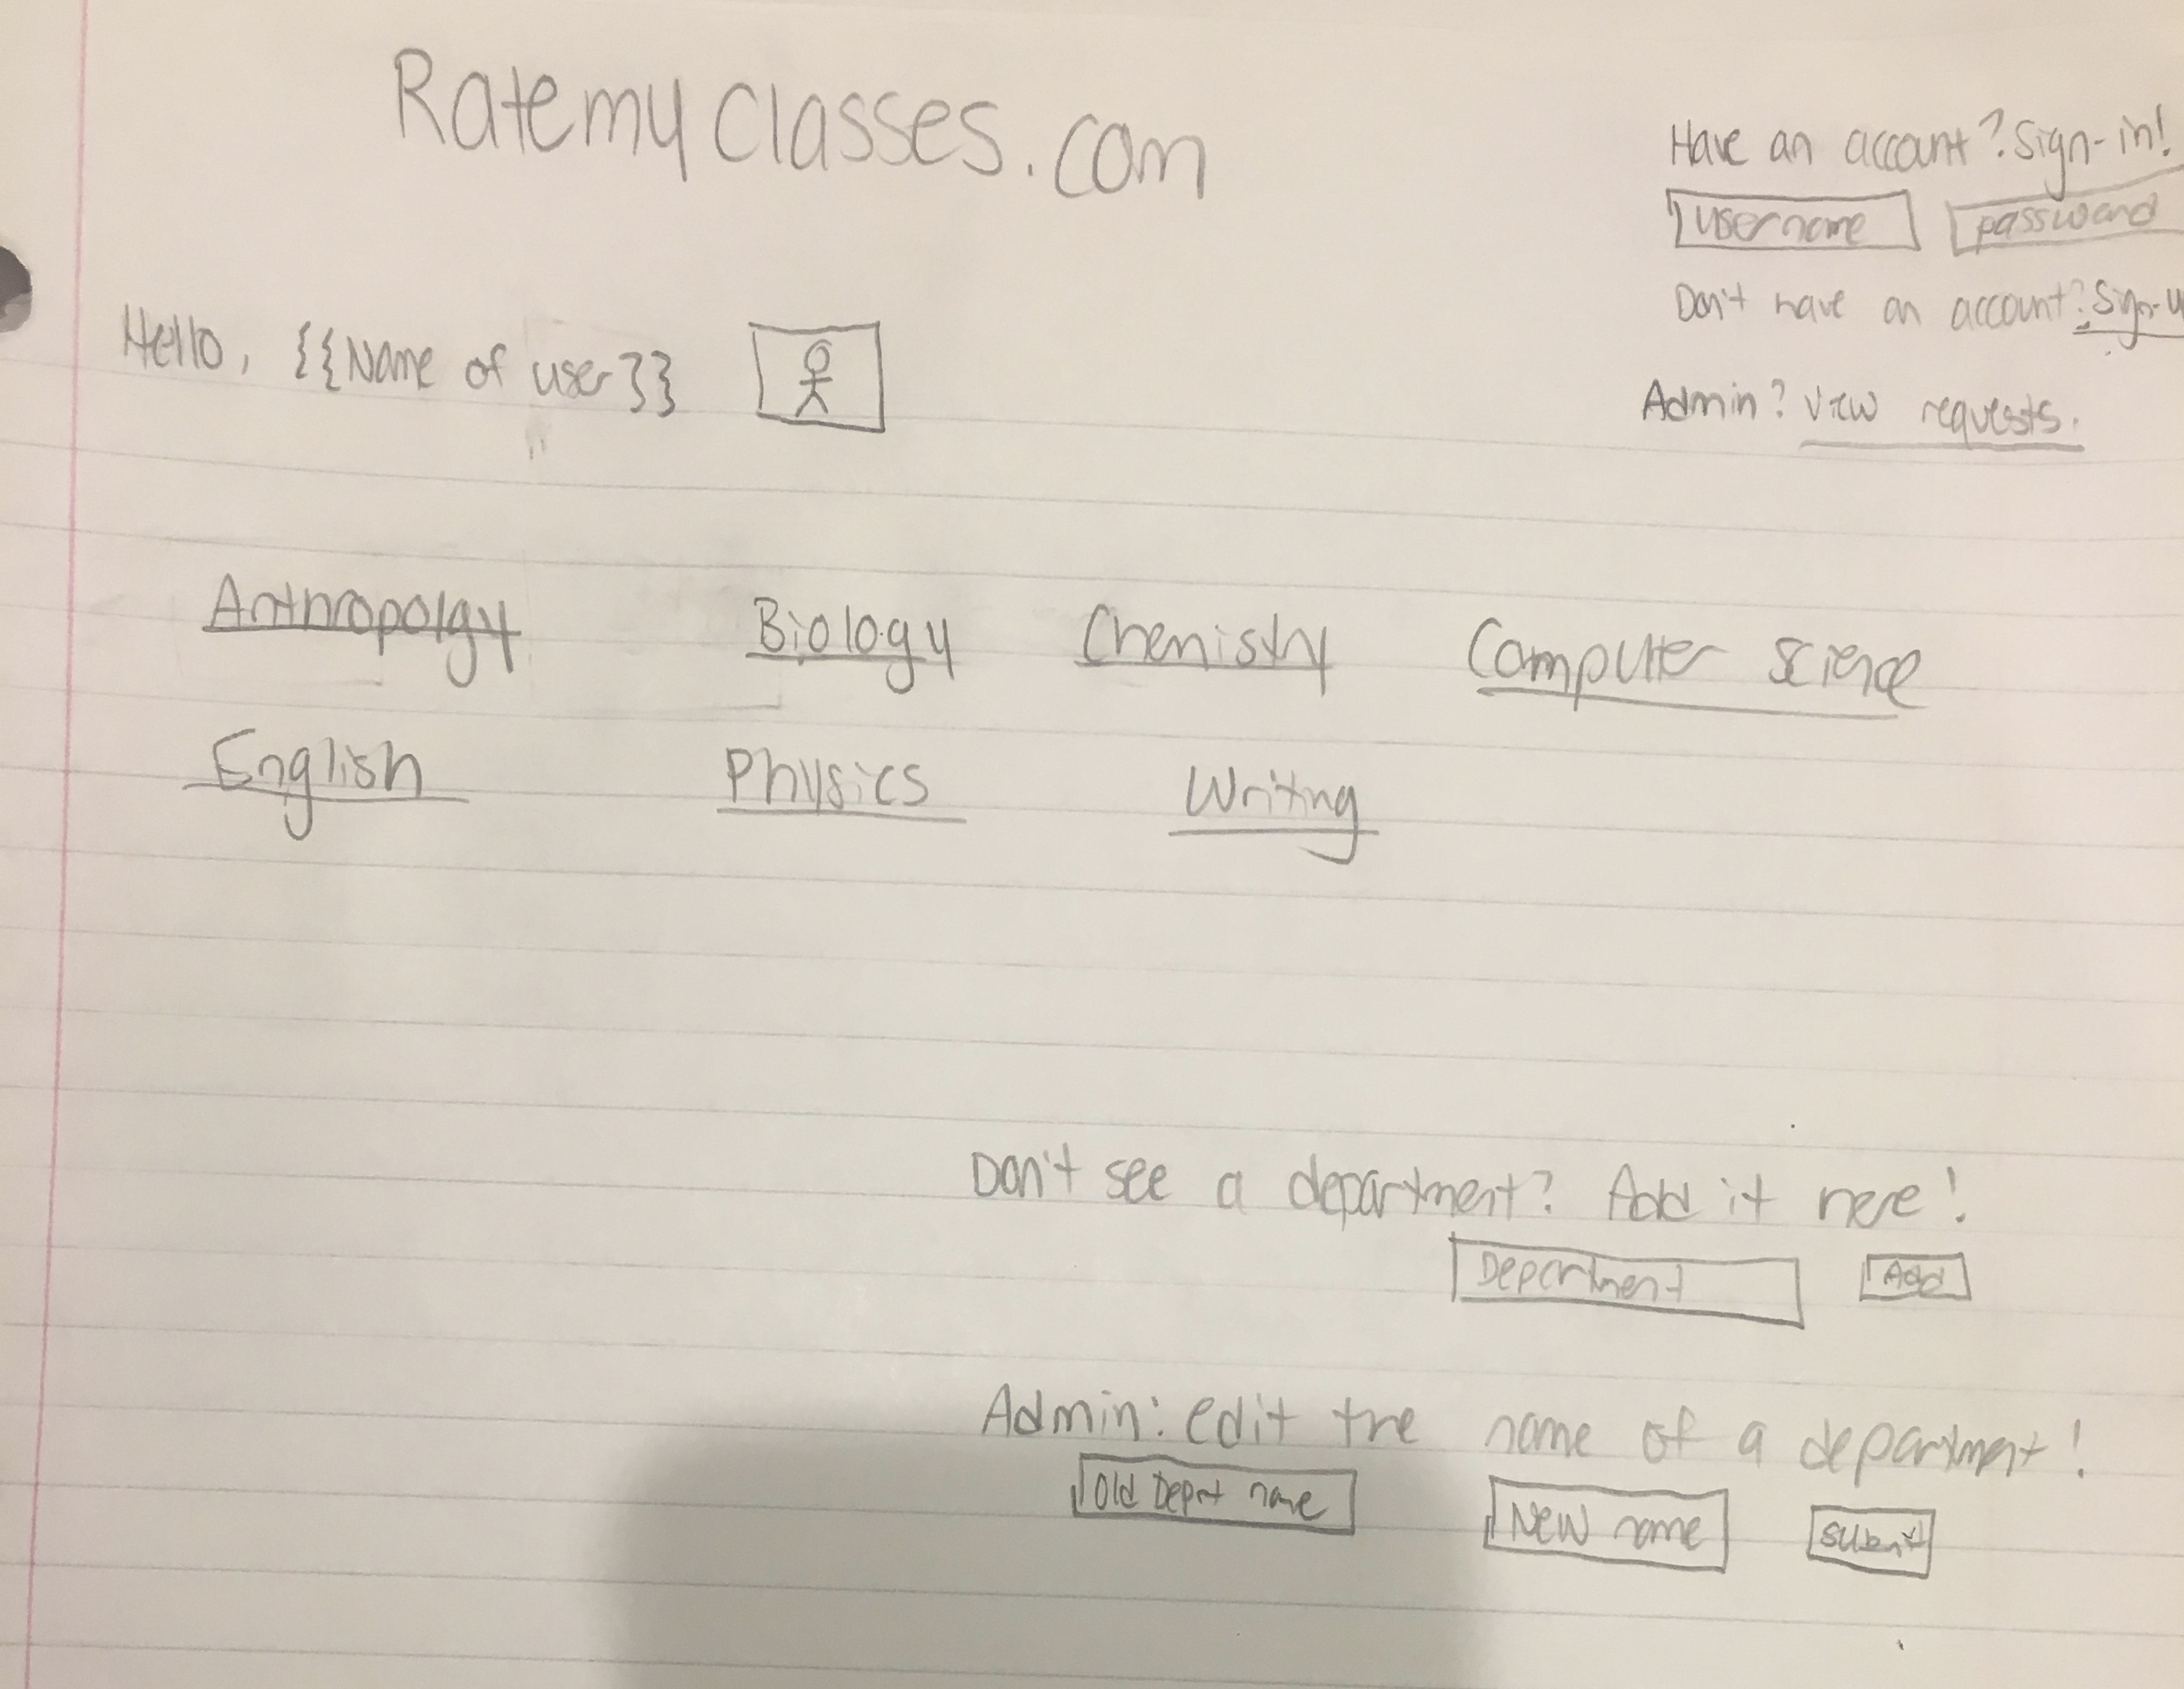 Ratemyclasses.com
Have an account? Sign-in!
username password
Don't have an account? Sign-u
Hello, {{Name of user}}
Admin? view requests.
Anthropolgy Biology Chemistry Computer science
English Physics Writing
Don't see a department? Add it here!
Department Add
Admin: edit the name of a department!
Old Deprt name New name submit